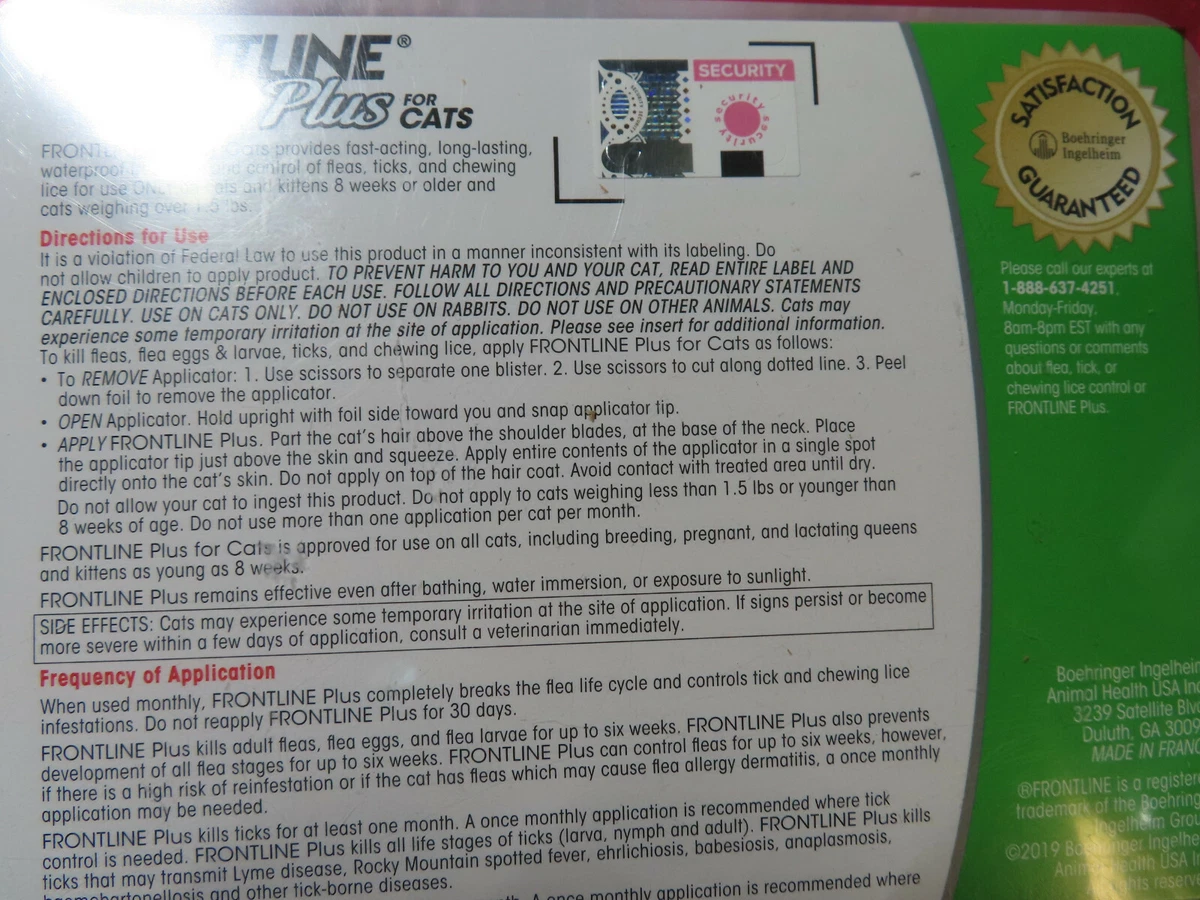 TLINE®
Plus FOR CATS
SECURITY
security security
provides fast-acting, long-lasting,
waterproof control of fleas, ticks, and chewing
lice for use and kittens 8 weeks or older and
cats weighing over lbs.
Directions for Use
It is a violation of Federal Law to use this product in a manner inconsistent with its labeling. Do
not allow children to apply product. TO PREVENT HARM TO YOU AND YOUR CAT, READ ENTIRE LABEL AND
ENCLOSED DIRECTIONS BEFORE EACH USE. FOLLOW ALL DIRECTIONS AND PRECAUTIONARY STATEMENTS
CAREFULLY. USE ON CATS ONLY. DO NOT USE ON RABBITS. DO NOT USE ON OTHER ANIMALS. Cats may
experience some temporary irritation at the site of application. Please see insert for additional information.
To kill fleas, flea eggs & larvae, ticks, and chewing lice, apply FRONTLINE Plus for Cats as follows:
• To REMOVE Applicator: 1. Use scissors to separate one blister. 2. Use scissors to cut along dotted line. 3. Peel
down foil to remove the applicator.
• OPEN Applicator. Hold upright with foil side toward you and snap applicator tip.
• APPLY FRONTLINE Plus. Part the cat's hair above the shoulder blades, at the base of the neck. Place
the applicator tip just above the skin and squeeze. Apply entire contents of the applicator in a single spot
directly onto the cat's skin. Do not apply on top of the hair coat. Avoid contact with treated area until dry.
Do not allow your cat to ingest this product. Do not apply to cats weighing less than 1.5 lbs or younger than
8 weeks of age. Do not use more than one application per cat per month.
FRONTLINE Plus for Cats is approved for use on all cats, including breeding, pregnant, and lactating queens
and kittens as young as 8 weeks.
FRONTLINE Plus remains effective even after bathing, water immersion, or exposure to sunlight.
SIDE EFFECTS: Cats may experience some temporary irritation at the site of application. If signs persist or become
more severe within a few days of application, consult a veterinarian immediately.
Frequency of Application
When used monthly, FRONTLINE Plus completely breaks the flea life cycle and controls tick and chewing lice
infestations. Do not reapply FRONTLINE Plus for 30 days.
FRONTLINE Plus kills adult fleas, flea eggs, and flea larvae for up to six weeks. FRONTLINE Plus also prevents
development of all flea stages for up to six weeks. FRONTLINE Plus can control fleas for up to six weeks, however,
if there is a high risk of reinfestation or if the cat has fleas which may cause flea allergy dermatitis, a once monthly
application may be needed.
FRONTLINE Plus kills ticks for at least one month. A once monthly application is recommended where tick
control is needed. FRONTLINE Plus kills all life stages of ticks (larva, nymph and adult). FRONTLINE Plus kills
ticks that may transmit Lyme disease, Rocky Mountain spotted fever, ehrlichiosis, babesiosis, anaplasmosis,
haemobartonellosis and other tick-borne diseases.
A once monthly application is recommended where
SATISFACTION
Boehringer
Ingelheim
GUARANTEED
Please call our experts at
1-888-637-4251,
Monday-Friday,
8am-8pm EST with any
questions or comments
about flea, tick, or
chewing lice control or
FRONTLINE Plus.
Boehringer Ingelheim
Animal Health USA Inc
3239 Satellite Blvd
Duluth, GA 3009
MADE IN FRANC
®FRONTLINE is a registere
trademark of the Boehring
Ingelheim Grou
©2019 Boehringer Ingelhe
Animal Health USA I
rights reserve